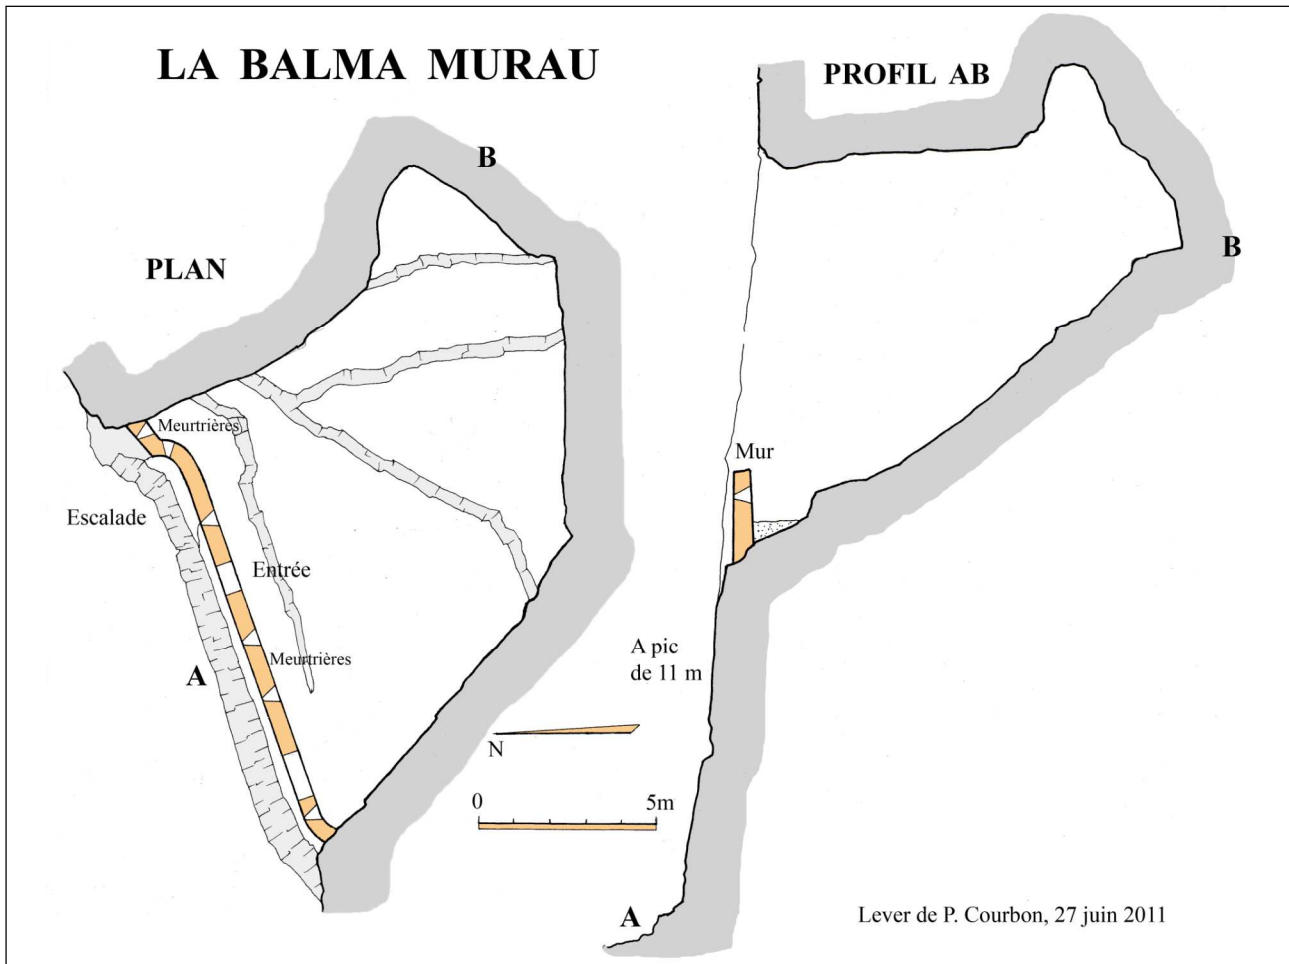 LA BALMA MURAU
PROFIL AB
B
PLAN
B
Meurtrières
Mur
Escalade
Entrée
A pic
de 11 m
Meurtrières
A
N
0 5m
A
Lever de P. Courbon, 27 juin 2011